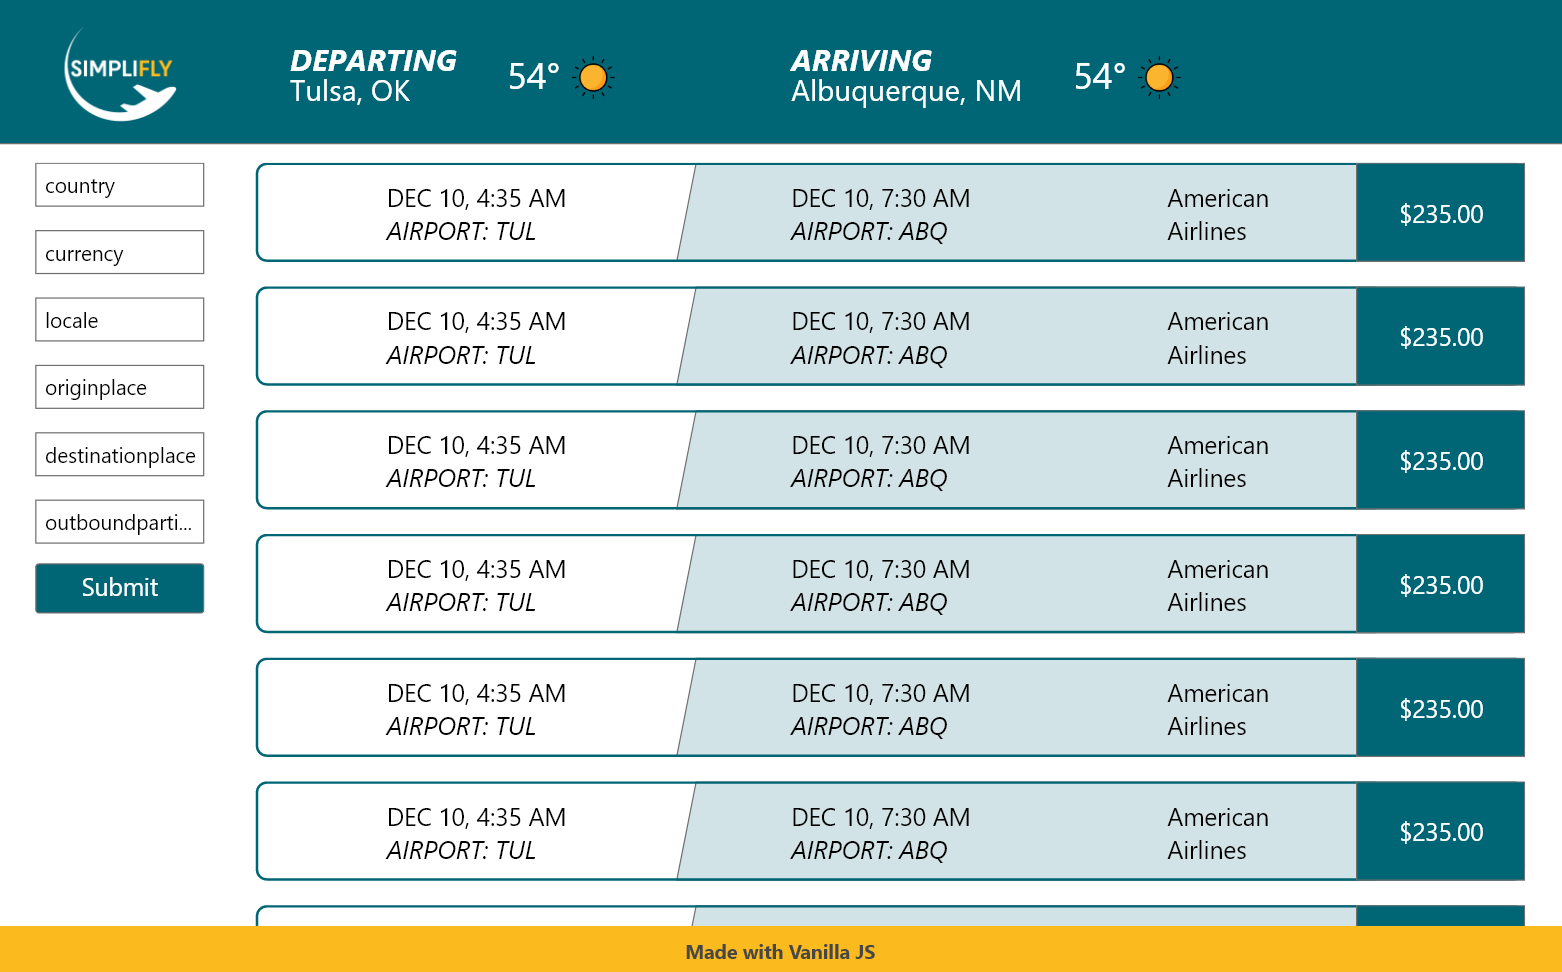 SIMPLIFLY
DEPARTING
Tulsa, OK
54°
ARRIVING
Albuquerque, NM
54°
country
currency
locale
originplace
destinationplace
outboundparti...
Submit
DEC 10, 4:35 AM
AIRPORT: TUL
DEC 10, 7:30 AM
AIRPORT: ABQ
American
Airlines
$235.00
DEC 10, 4:35 AM
AIRPORT: TUL
DEC 10, 7:30 AM
AIRPORT: ABQ
American
Airlines
$235.00
DEC 10, 4:35 AM
AIRPORT: TUL
DEC 10, 7:30 AM
AIRPORT: ABQ
American
Airlines
$235.00
DEC 10, 4:35 AM
AIRPORT: TUL
DEC 10, 7:30 AM
AIRPORT: ABQ
American
Airlines
$235.00
DEC 10, 4:35 AM
AIRPORT: TUL
DEC 10, 7:30 AM
AIRPORT: ABQ
American
Airlines
$235.00
DEC 10, 4:35 AM
AIRPORT: TUL
DEC 10, 7:30 AM
AIRPORT: ABQ
American
Airlines
$235.00
Made with Vanilla JS